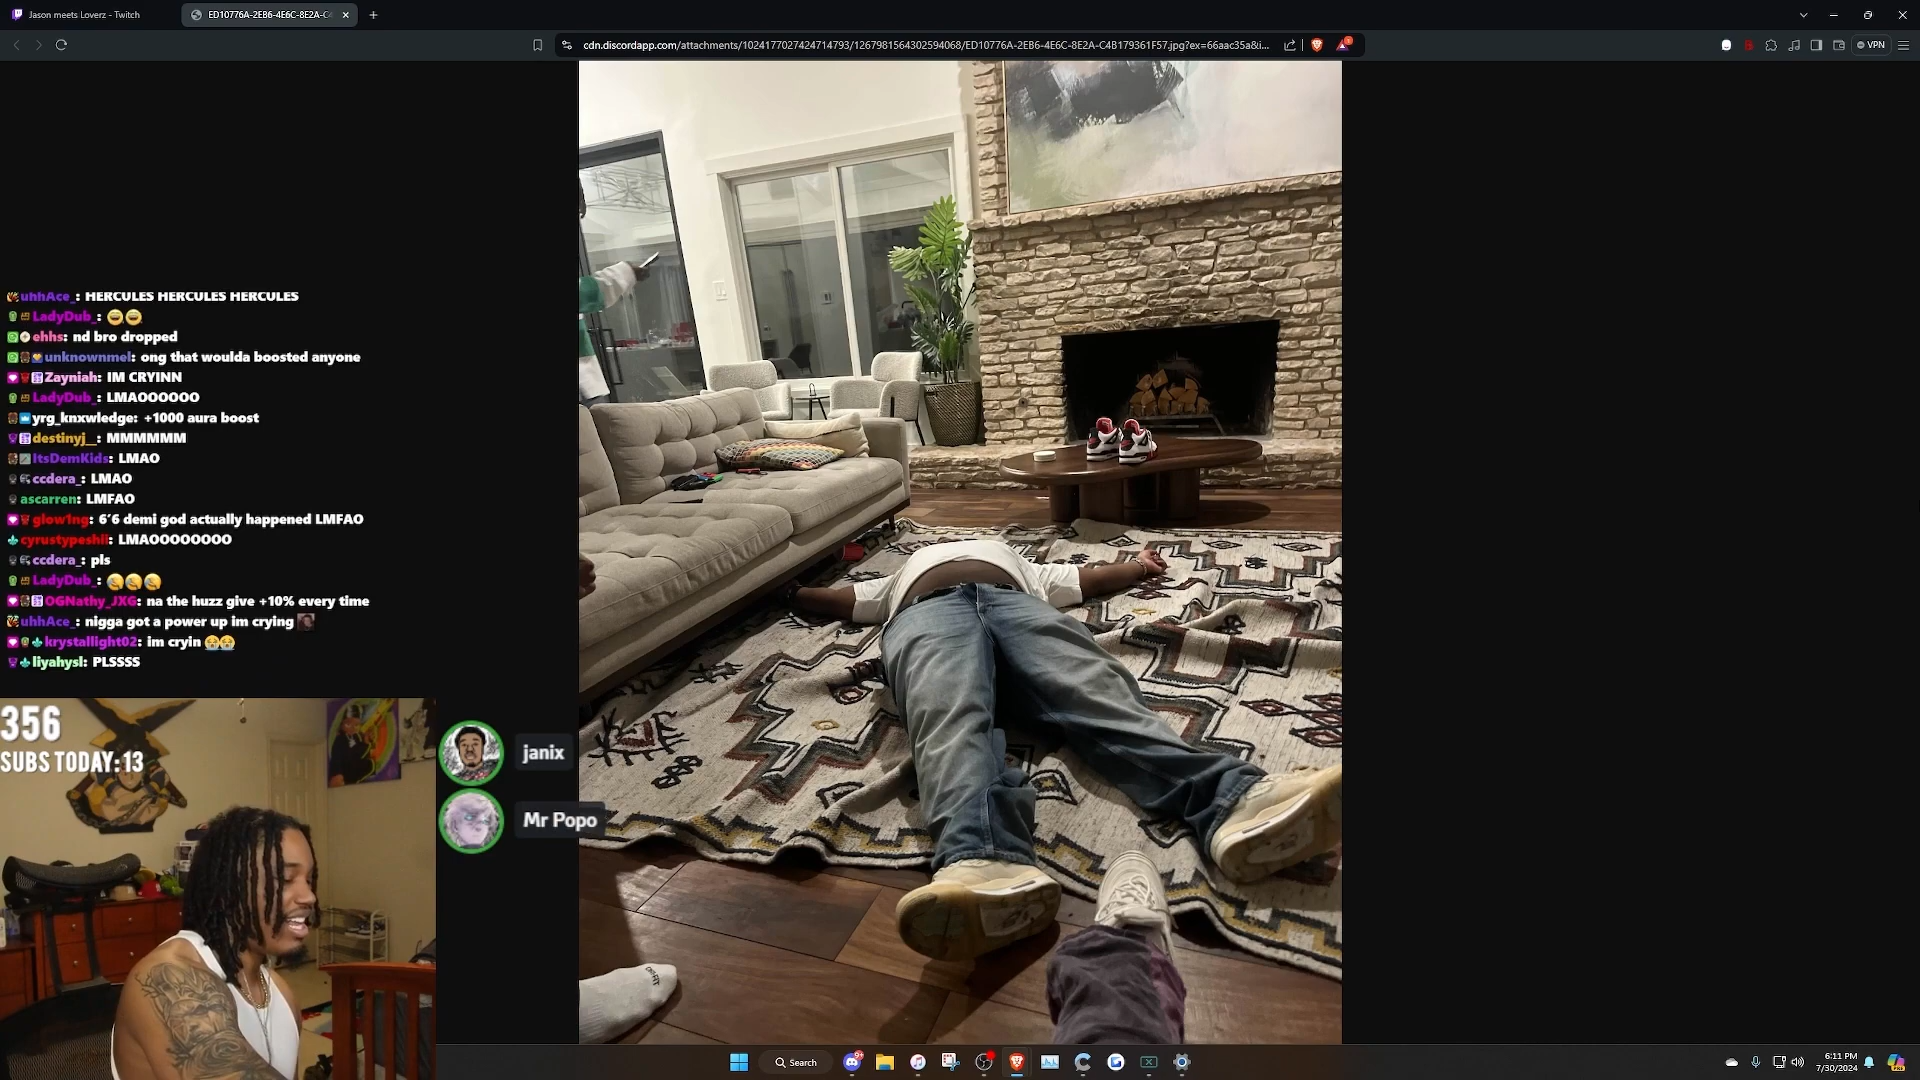 Jason meets Loverz - Twitch
ED10776A-2EB6-4E6C-8E2A-C4
cdn.discordapp.com/attachments/1024177027424714793/1267981564302594068/ED10776A-2EB6-4E6C-8E2A-C4B179361F57.jpg?ex=66aac35a&i...
VPN
uhhAce_: HERCULES HERCULES HERCULES
LadyDub_: 😅😅
ehhs: nd bro dropped
unknownmel: ong that woulda boosted anyone
Zayniah: IM CRYINN
LadyDub_: LMAOOOOOO
yrg_knxwledge: +1000 aura boost
destinyj__: MMMMMM
ItsDemKids: LMAO
ccdera_: LMAO
ascarren: LMFAO
glow1ng: 6'6 demi god actually happened LMFAO
cyrustypeshii: LMAOOOOOOOO
ccdera_: pls
LadyDub_: 🤣🤣🤣
OGNathy_JXG: na the huzz give +10% every time
uhhAce_: nigga got a power up im crying
krystallight02: im cryin 😭😭
liyahysl: PLSSSS
356
SUBS TODAY:13
janix
Mr Popo
Search
6:11 PM
7/30/2024